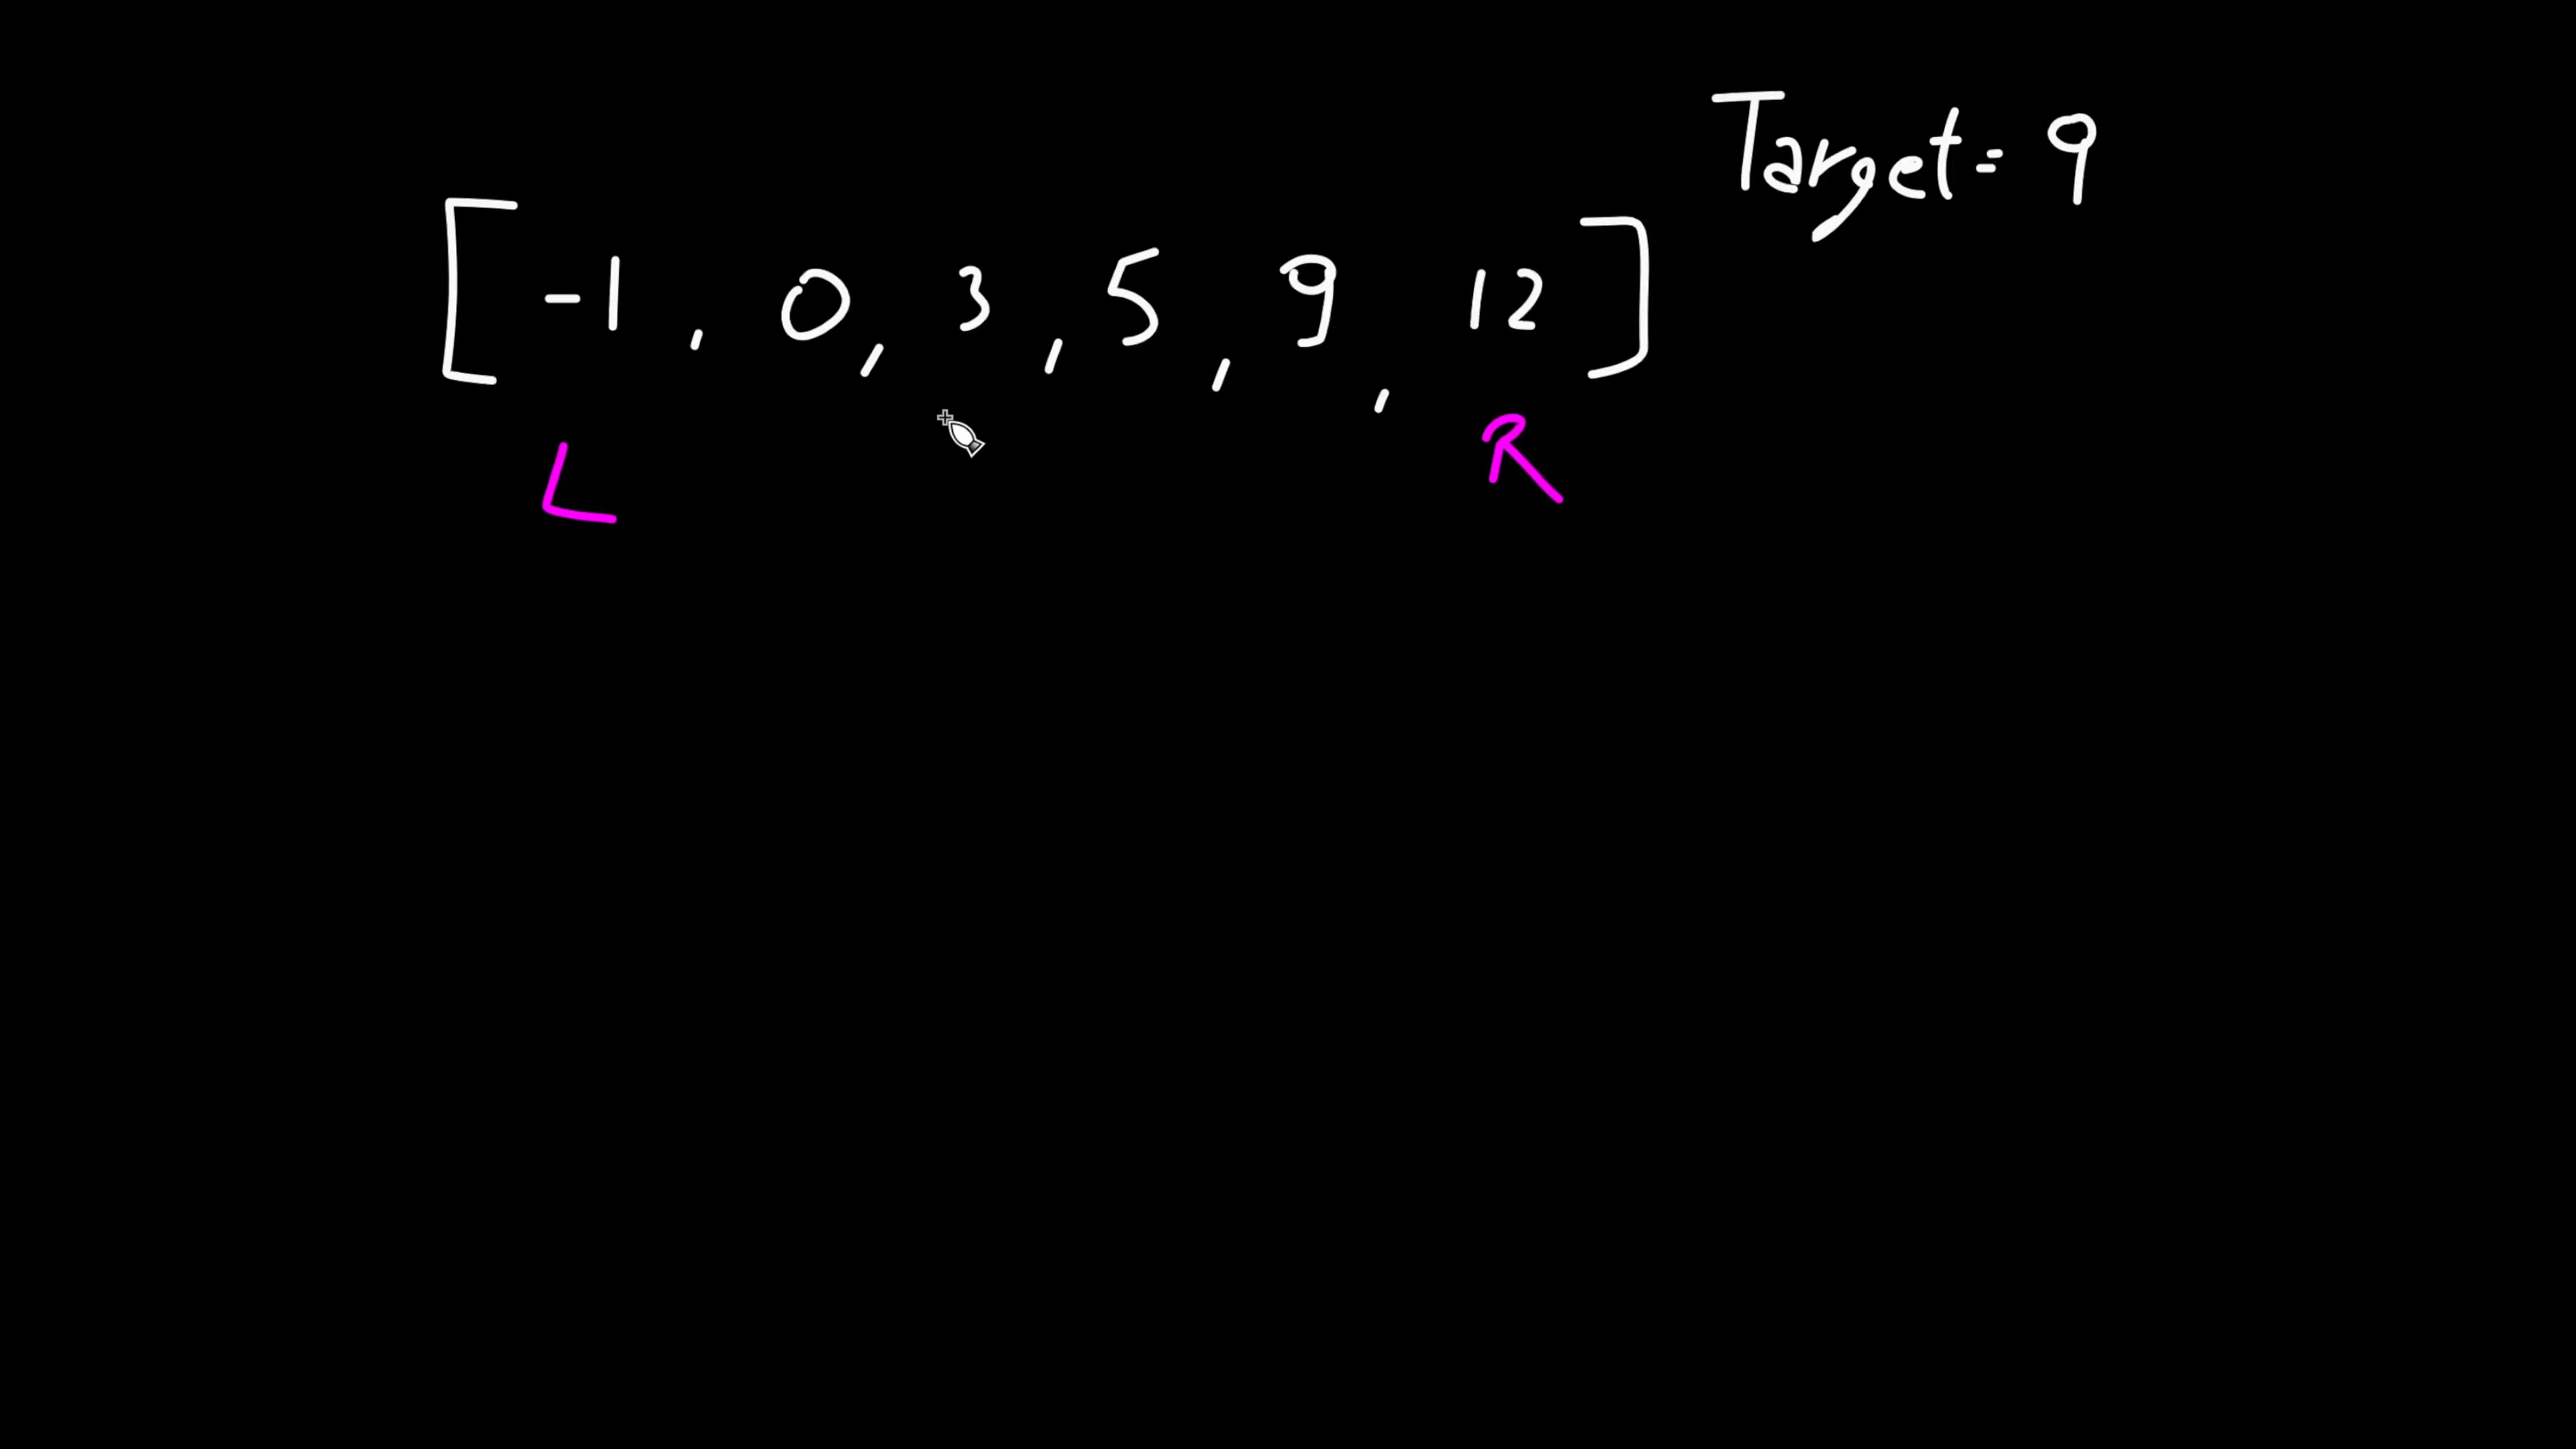 Target = 9
[ -1 , 0 , 3 , 5 , 9 , 12 ]
L R